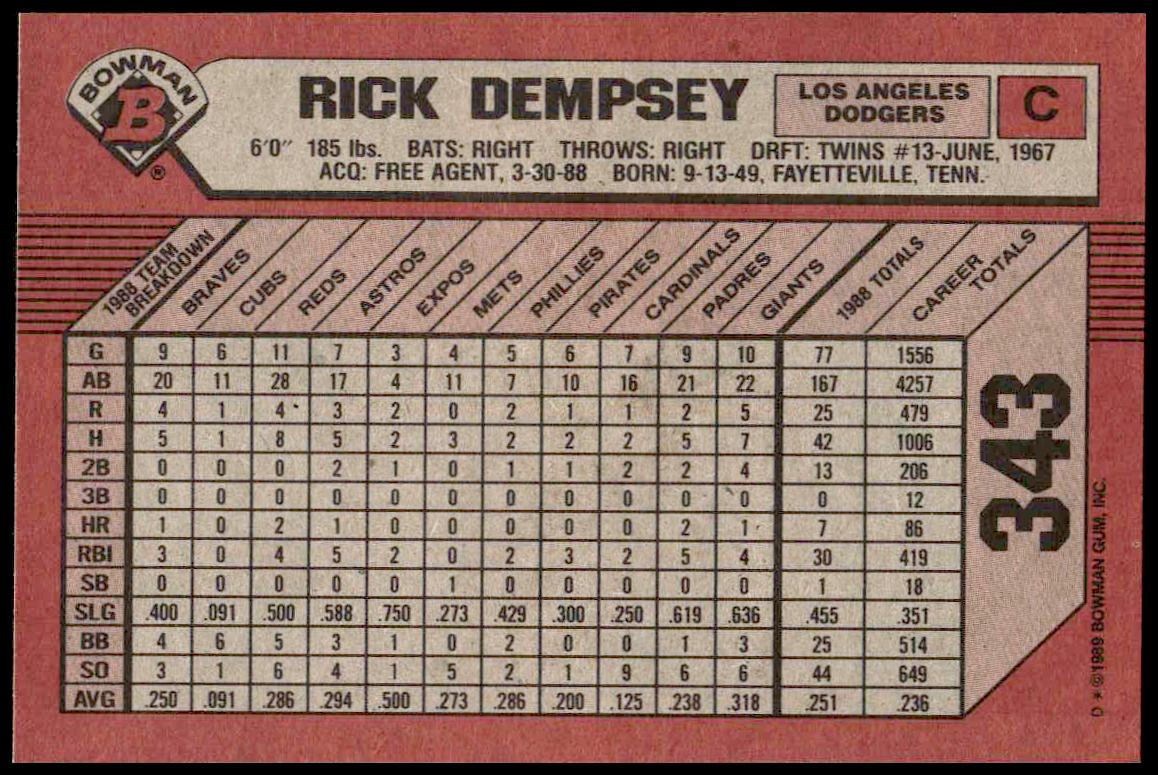 BOWMAN
B
®
RICK DEMPSEY
LOS ANGELES
DODGERS
C
6'0" 185 lbs. BATS: RIGHT THROWS: RIGHT DRFT: TWINS #13-JUNE, 1967
ACQ: FREE AGENT, 3-30-88 BORN: 9-13-49, FAYETTEVILLE, TENN.
1988 TEAM BREAKDOWN BRAVES CUBS REDS ASTROS EXPOS METS PHILLIES PIRATES CARDINALS PADRES GIANTS 1988 TOTALS CAREER TOTALS
G 9 6 11 7 3 4 5 6 7 9 10 77 1556
AB 20 11 28 17 4 11 7 10 16 21 22 167 4257
R 4 1 4 3 2 0 2 1 1 2 5 25 479
H 5 1 8 5 2 3 2 2 2 5 7 42 1006
2B 0 0 0 2 1 0 1 1 2 2 4 13 206
3B 0 0 0 0 0 0 0 0 0 0 0 0 12
HR 1 0 2 1 0 0 0 0 0 2 1 7 86
RBI 3 0 4 5 2 0 2 3 2 5 4 30 419
SB 0 0 0 0 0 1 0 0 0 0 0 1 18
SLG .400 .091 .500 .588 .750 .273 .429 .300 .250 .619 .636 .455 .351
BB 4 6 5 3 1 0 2 0 0 1 3 25 514
SO 3 1 6 4 1 5 2 1 9 6 6 44 649
AVG .250 .091 .286 .294 .500 .273 .286 .200 .125 .238 .318 .251 .236
343
D * ©1989 BOWMAN GUM, INC.